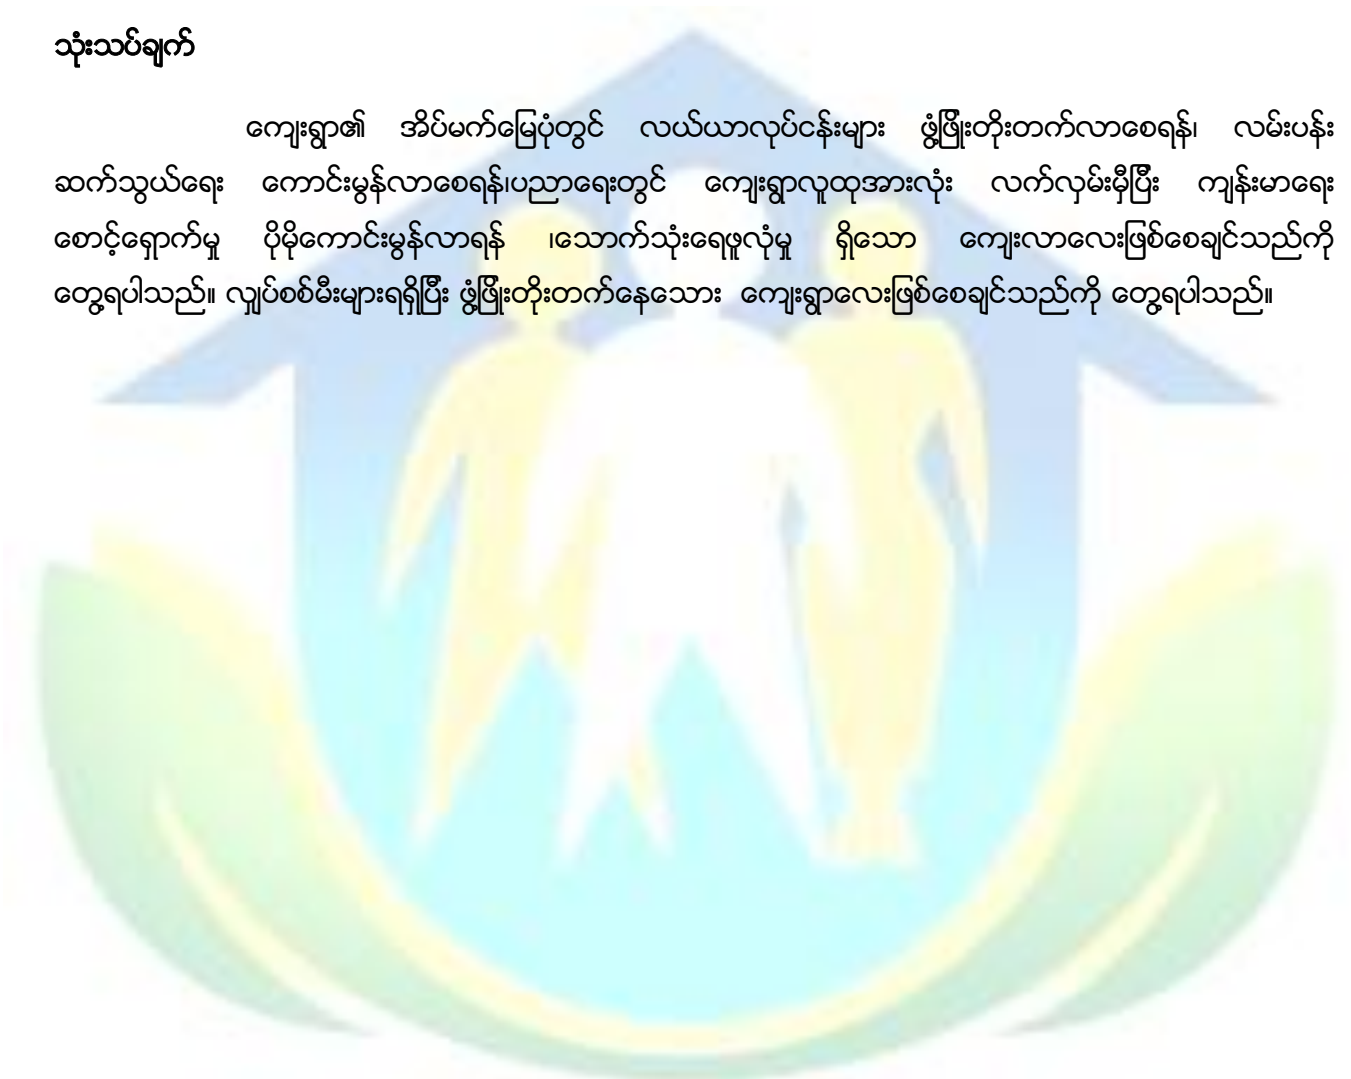 သုံးသပ်ချက်
ကျေးရွာ၏ အိပ်မက်မြေပုံတွင် လယ်ယာလုပ်ငန်းများ ဖွံ့ဖြိုးတိုးတက်လာစေရန်၊ လမ်းပန်း
ဆက်သွယ်ရေး ကောင်းမွန်လာစေရန်၊ပညာရေးတွင် ကျေးရွာလူထုအားလုံး လက်လှမ်းမှီပြီး ကျန်းမာရေး
စောင့်ရှောက်မှု ပိုမိုကောင်းမွန်လာရန် ၊သောက်သုံးရေဖူလုံမှု ရှိသော ကျေးလာလေးဖြစ်စေချင်သည်ကို
တွေ့ရပါသည်။ လျှပ်စစ်မီးများရရှိပြီး ဖွံ့ဖြိုးတိုးတက်နေသေား ကျေးရွာလေးဖြစ်စေချင်သည်ကို တွေ့ရပါသည်။